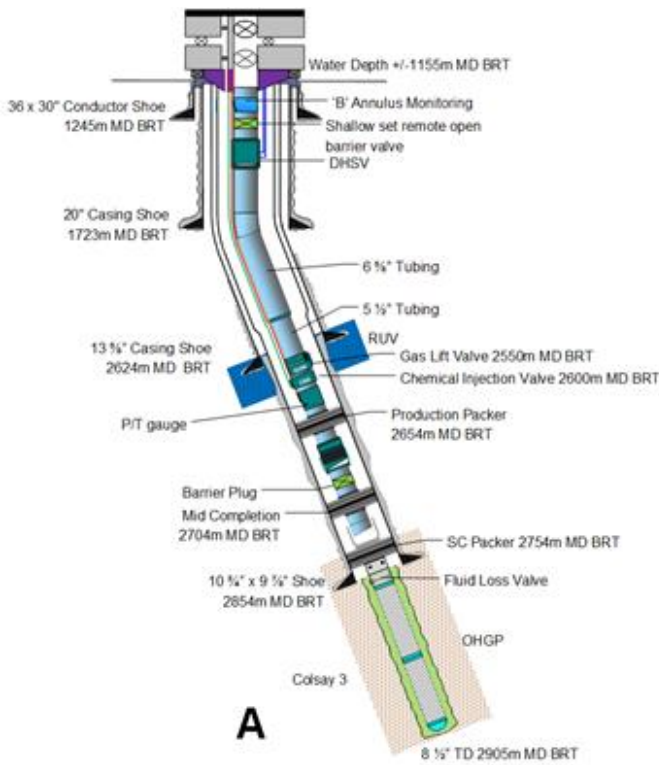 Water Depth +/-1155m MD BRT
36 x 30" Conductor Shoe
1245m MD BRT
'B' Annulus Monitoring
Shallow set remote open
barrier valve
DHSV
20" Casing Shoe
1723m MD BRT
6 ⅝" Tubing
5 ½" Tubing
RUV
13 ⅜" Casing Shoe
2624m MD BRT
Gas Lift Valve 2550m MD BRT
Chemical Injection Valve 2600m MD BRT
P/T gauge
Production Packer
2654m MD BRT
Barrier Plug
Mid Completion
2704m MD BRT
SC Packer 2754m MD BRT
10 ¾" x 9 ⅞" Shoe
2854m MD BRT
Fluid Loss Valve
OHGP
Colsay 3
A
8 ½" TD 2905m MD BRT